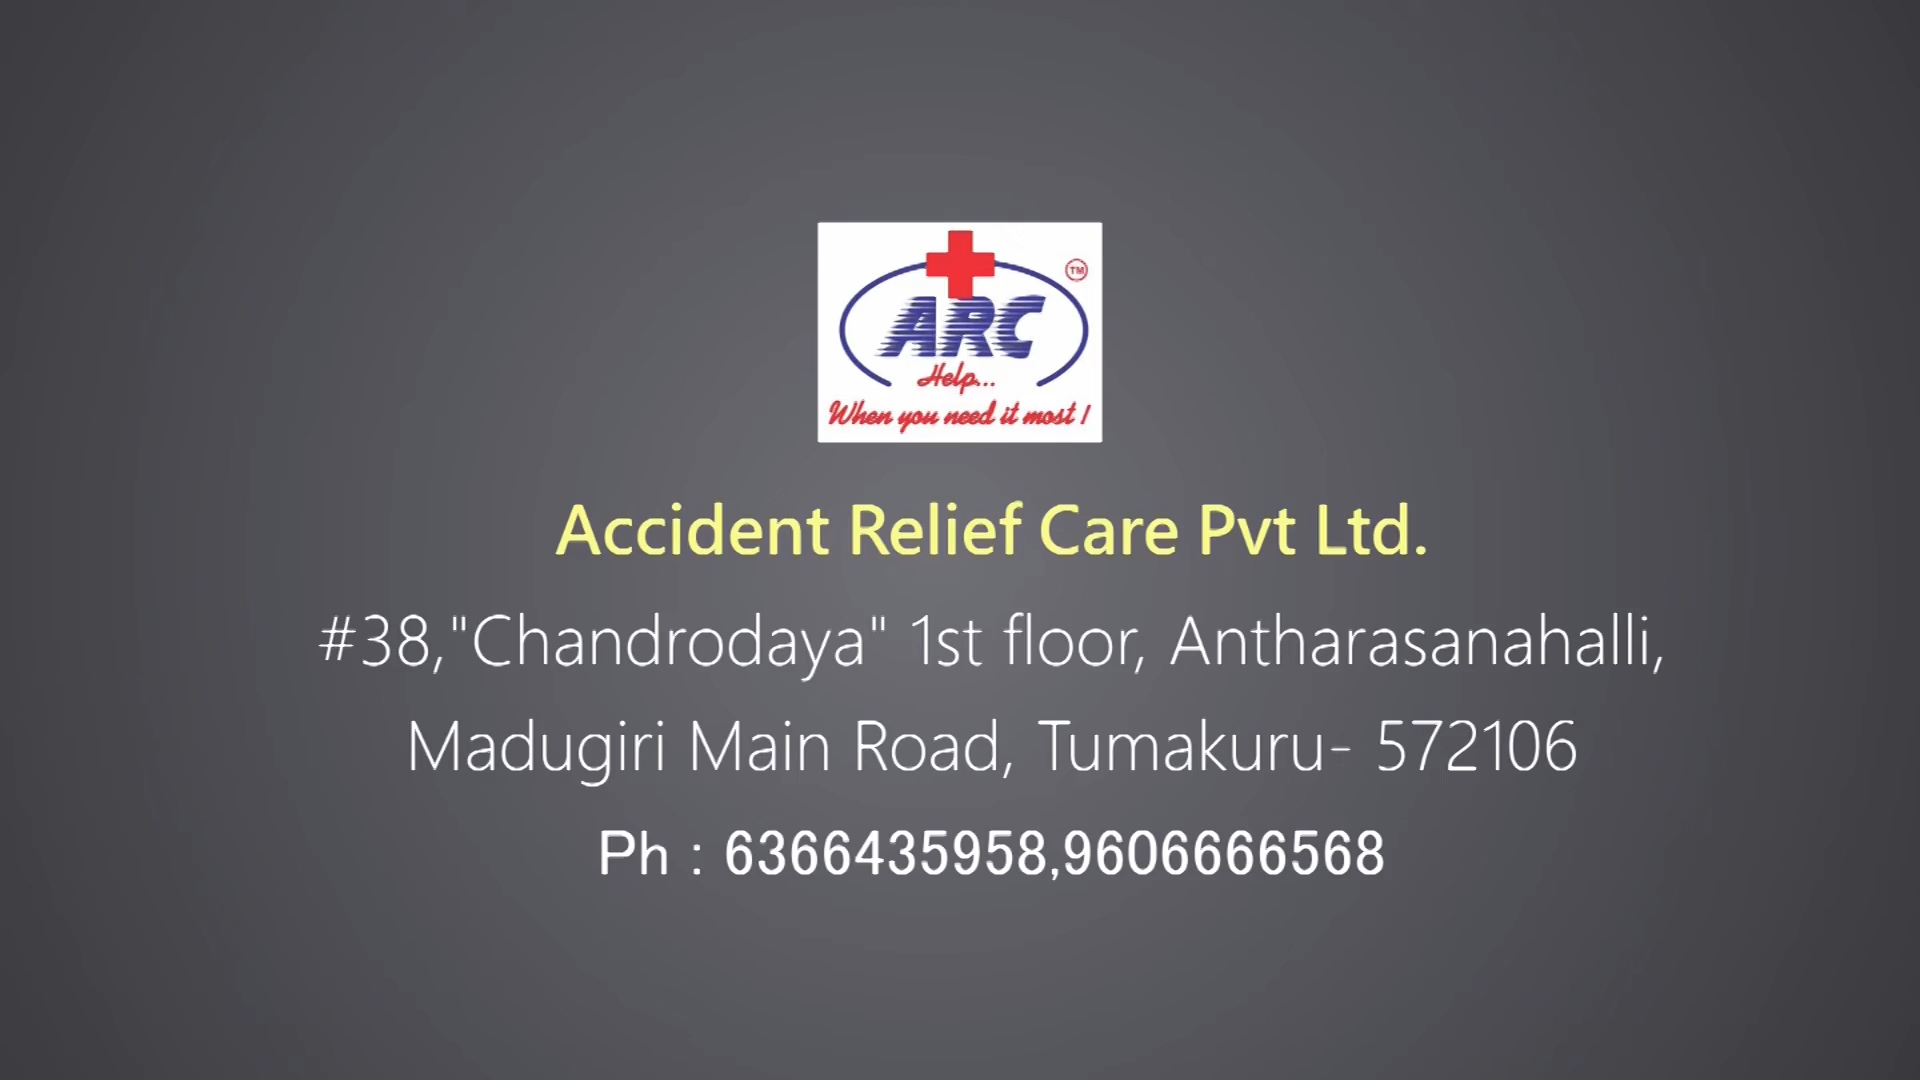 TM
ARC
Help...
When you need it most !
Accident Relief Care Pvt Ltd.
#38,"Chandrodaya" 1st floor, Antharasanahalli,
Madugiri Main Road, Tumakuru- 572106
Ph : 6366435958,9606666568